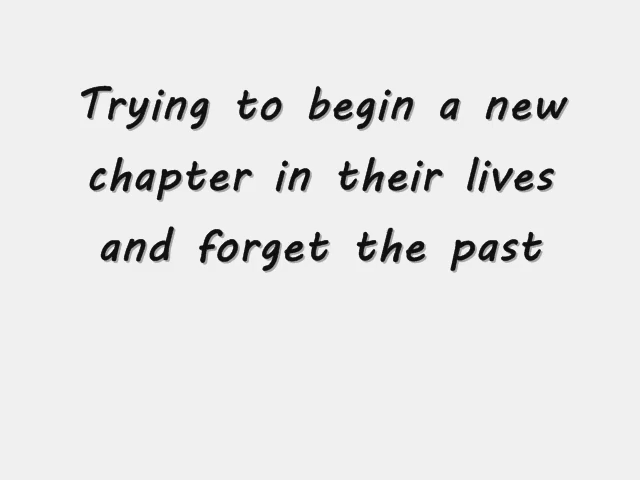 Trying to begin a new
chapter in their lives
and forget the past